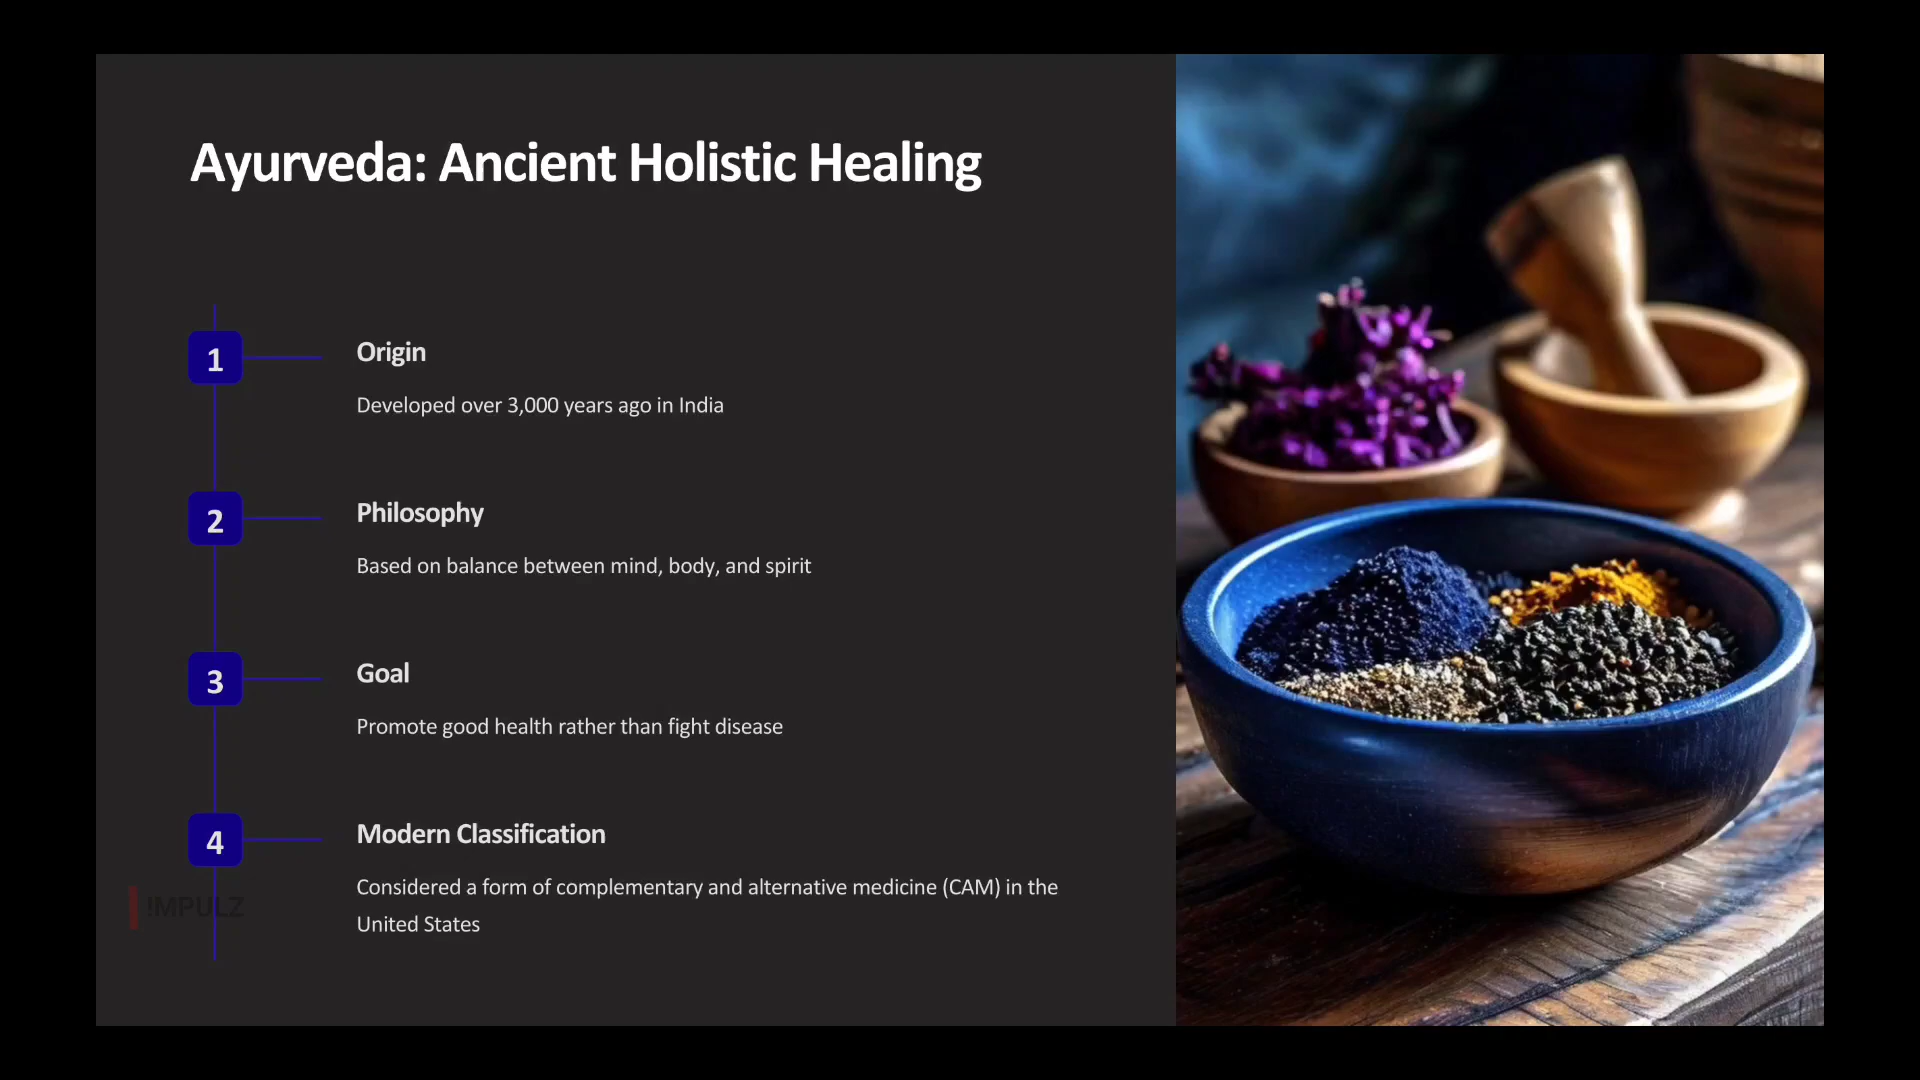 Ayurveda: Ancient Holistic Healing
1
Origin
Developed over 3,000 years ago in India
2
Philosophy
Based on balance between mind, body, and spirit
3
Goal
Promote good health rather than fight disease
4
Modern Classification
Considered a form of complementary and alternative medicine (CAM) in the
United States
!MPULZ